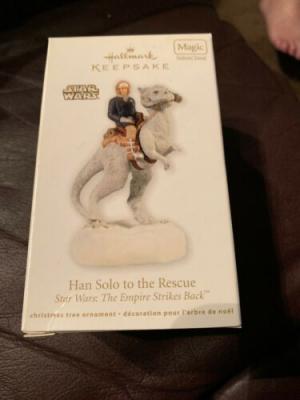 Hallmark
KEEPSAKE
Magic
STAR
WARS
Han Solo to the Rescue
Star Wars: The Empire Strikes Back™
christmas tree ornament • décoration pour l'arbre de noël